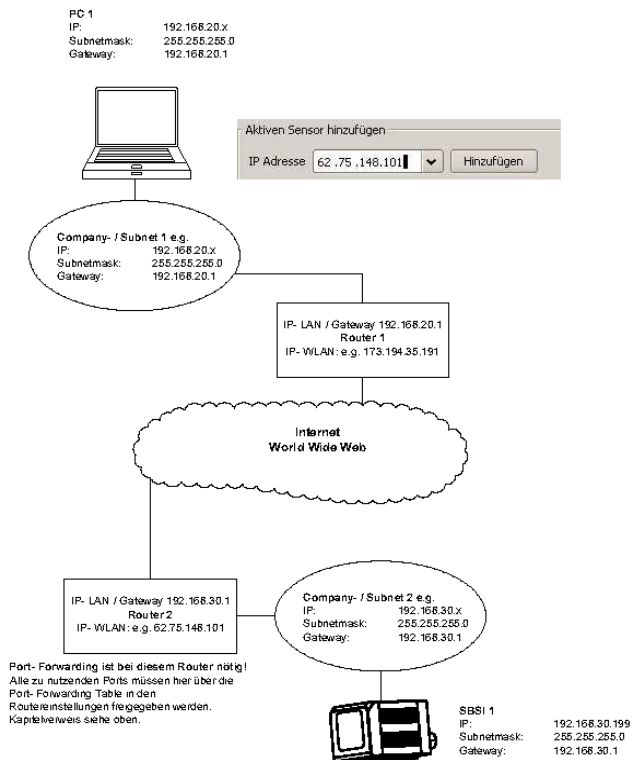 PC 1
IP: 192.168.20.x
Subnetmask: 255.255.255.0
Gateway: 192.168.20.1
Aktiven Sensor hinzufügen
IP Adresse 62 .75 .148.101 Hinzufügen
Company- / Subnet 1 e.g.
IP: 192.168.20.x
Subnetmask: 255.255.255.0
Gateway: 192.168.20.1
IP- LAN / Gateway 192.168.20.1
Router 1
IP- WLAN: e.g. 173.194.35.191
Internet
World Wide Web
IP- LAN / Gateway 192.168.30.1
Router 2
IP- WLAN: e.g. 62.75.148.101
Company- / Subnet 2 e.g.
IP: 192.168.30.x
Subnetmask: 255.255.255.0
Gateway: 192.168.30.1
Port- Forwarding ist bei diesem Router nötig!
Alle zu nutzenden Ports müssen hier über die
Port- Forwarding Table in den
Routereinstellungen freigegeben werden.
Kapitelverweis siehe oben.
SBSI 1
IP: 192.168.30.199
Subnetmask: 255.255.255.0
Gateway: 192.168.30.1